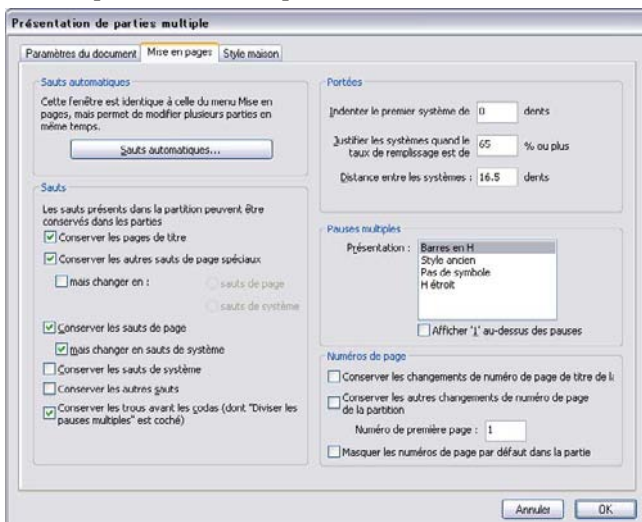 Présentation de parties multiple
Paramètres du document
Mise en pages
Style maison
Sauts automatiques
Cette fenêtre est identique à celle du menu Mise en
pages, mais permet de modifier plusieurs parties en
même temps.
Sauts automatiques...
Sauts
Les sauts présents dans la partition peuvent être
conservés dans les parties
Conserver les pages de titre
Conserver les autres sauts de page spéciaux
mais changer en :
sauts de page
sauts de système
Conserver les sauts de page
mais changer en sauts de système
Conserver les sauts de système
Conserver les autres sauts
Conserver les trous avant les codas (dont "Diviser les
pauses multiples" est coché)
Portées
Indenter le premier système de 0 dents
Justifier les systèmes quand le
taux de remplissage est de 65 % ou plus
Distance entre les systèmes : 16.5 dents
Pauses multiples
Présentation :
Barres en H
Style ancien
Pas de symbole
H étroit
Afficher '1' au-dessus des pauses
Numéros de page
Conserver les changements de numéro de page de titre de la
Conserver les autres changements de numéro de page
de la partition
Numéro de première page : 1
Masquer les numéros de page par défaut dans la partie
Annuler
OK